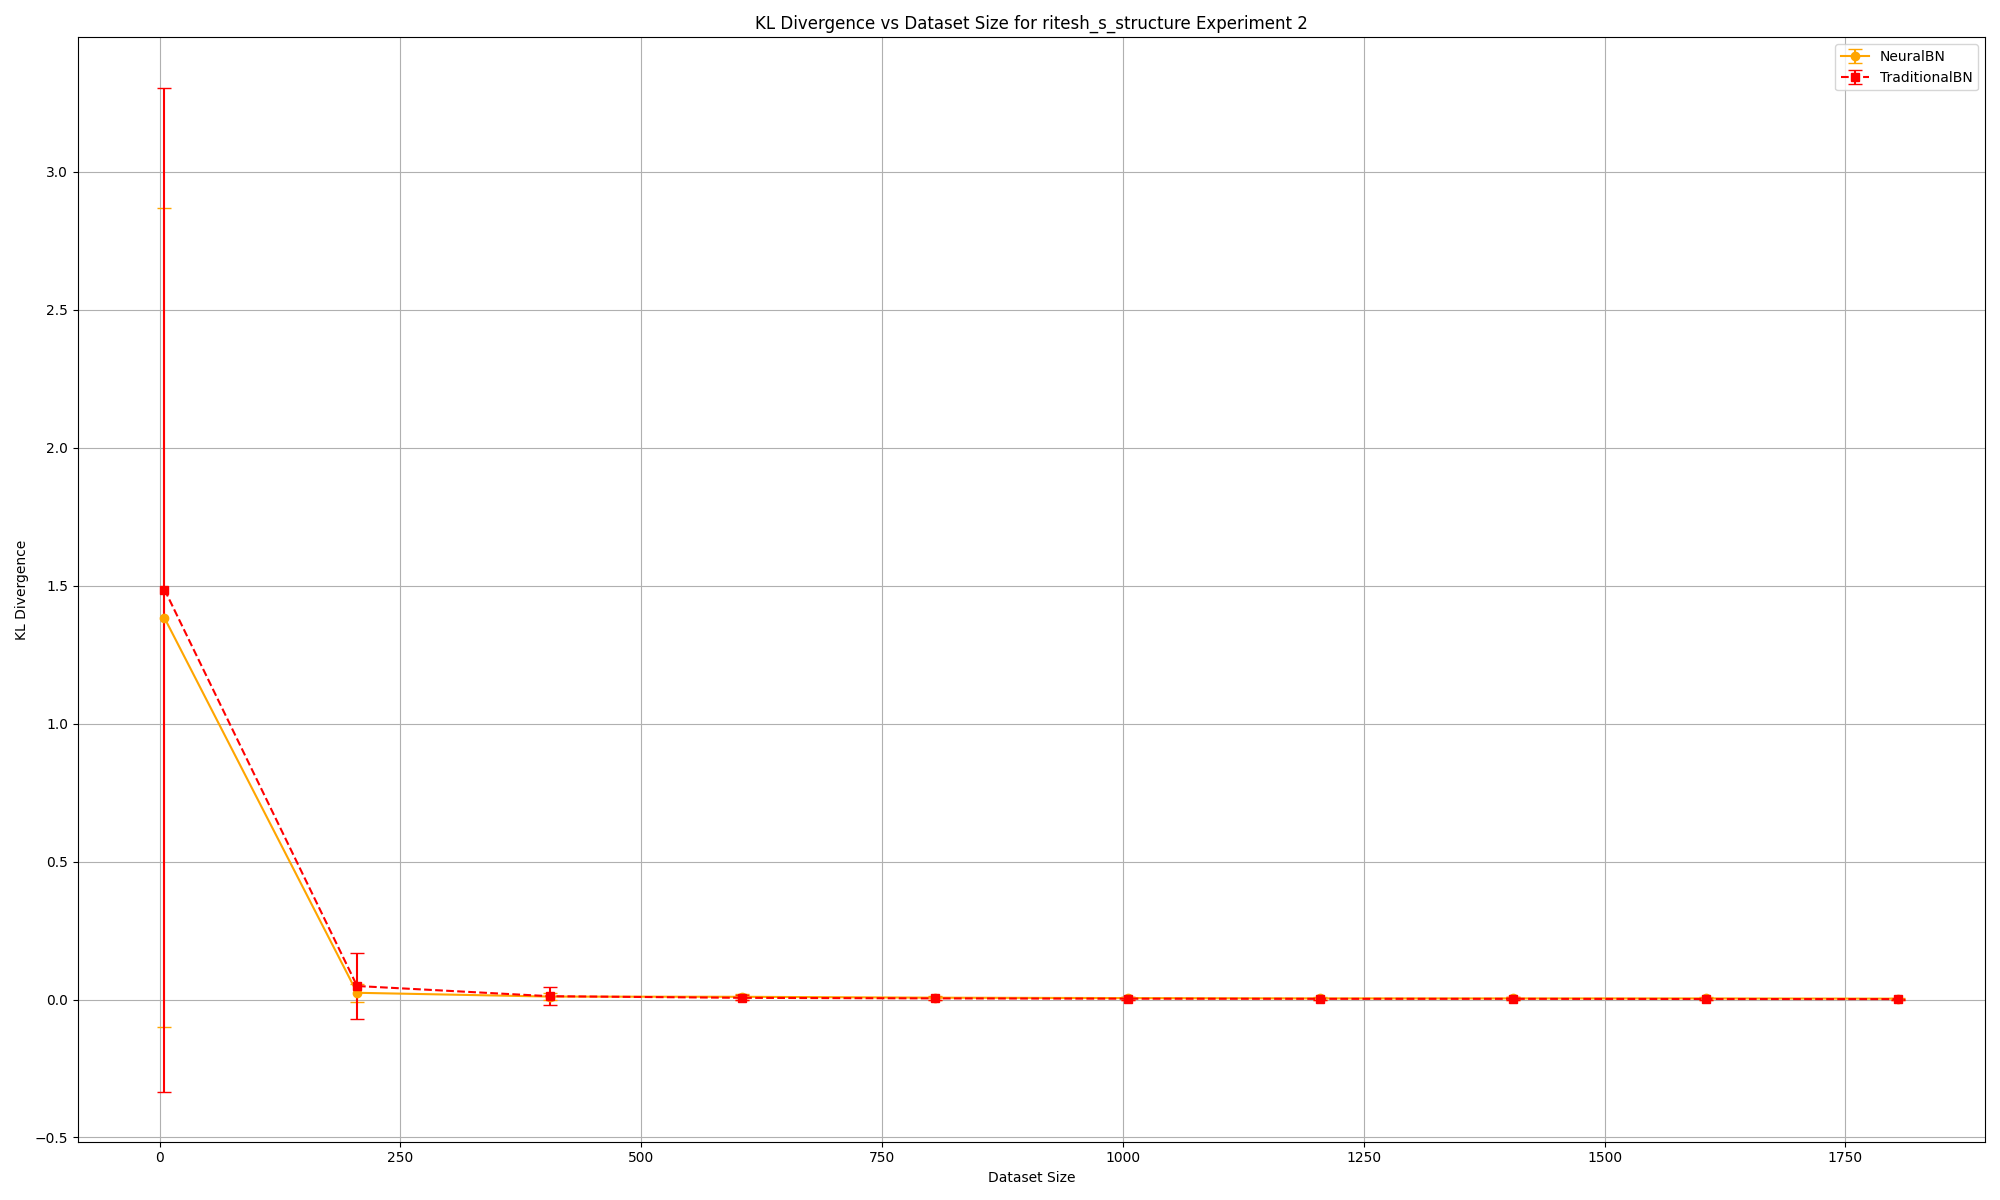 KL Divergence vs Dataset Size for ritesh_s_structure Experiment 2
NeuralBN
TraditionalBN
KL Divergence
3.0
2.5
2.0
1.5
1.0
0.5
0.0
−0.5
0 250 500 750 1000 1250 1500 1750
Dataset Size